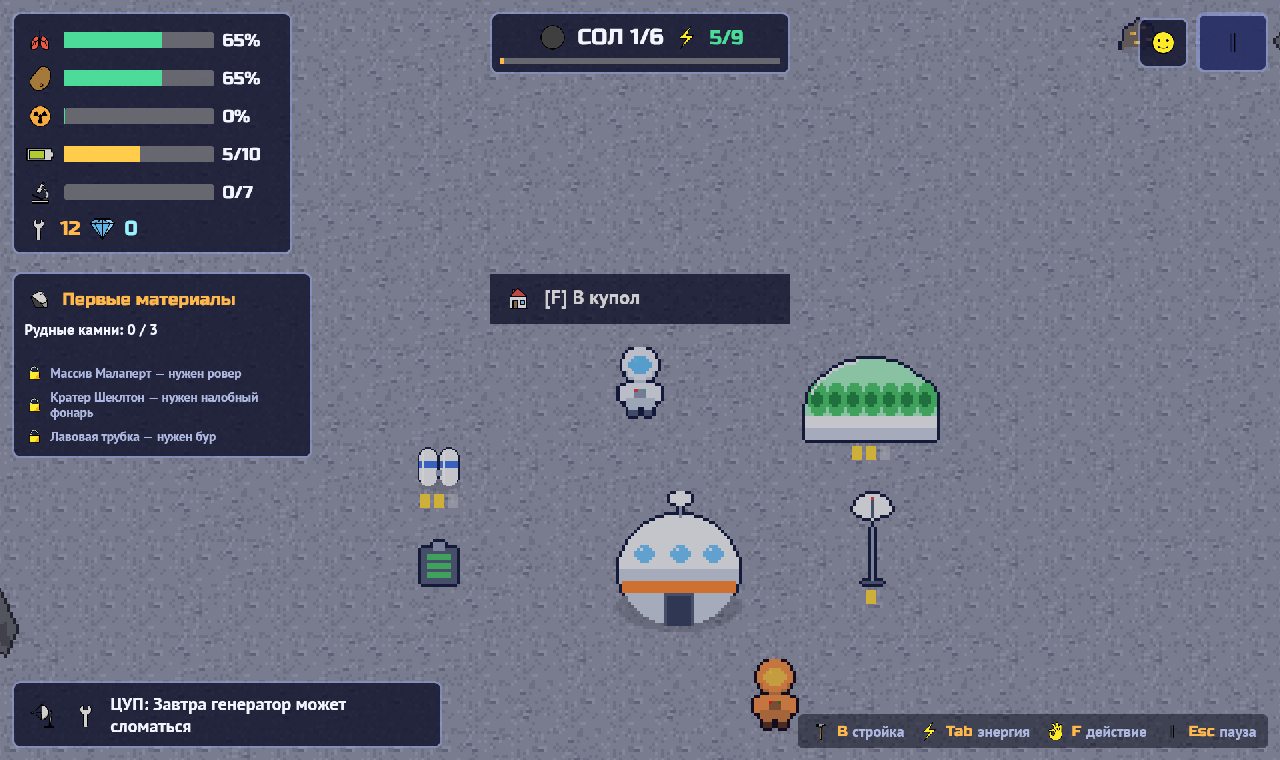 65%
65%
0%
5/10
0/7
12 0
СОЛ 1/6 5/9
Первые материалы
Рудные камни: 0 / 3
Массив Малаперт — нужен ровер
Кратер Шеклтон — нужен налобный
фонарь
Лавовая трубка — нужен бур
[F] В купол
ЦУП: Завтра генератор может
сломаться
B стройка Tab энергия F действие Esc пауза